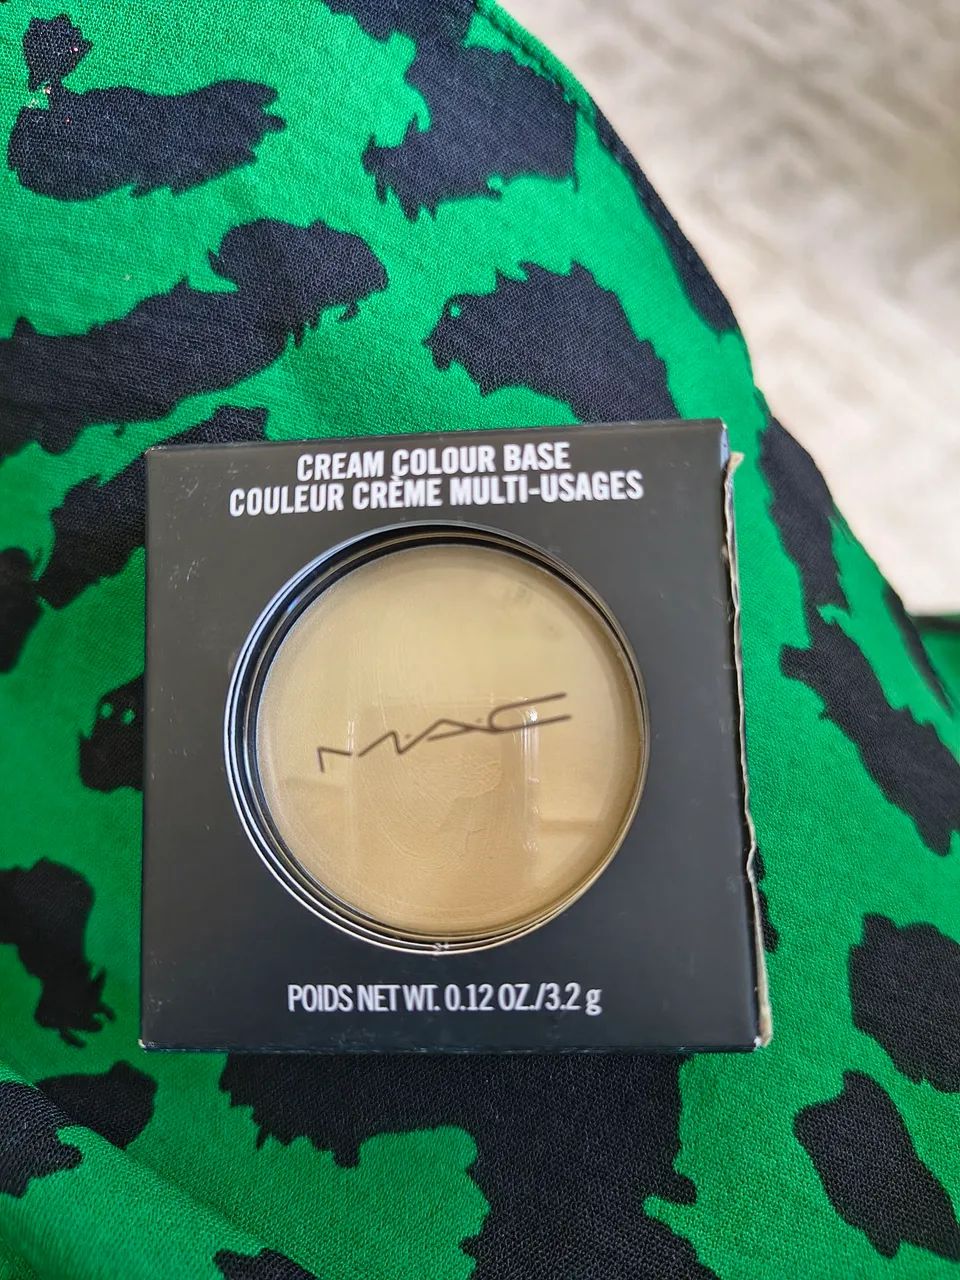 CREAM COLOUR BASE
COULEUR CRÈME MULTI-USAGES
M·A·C
POIDS NET WT. 0.12 OZ./3.2 g